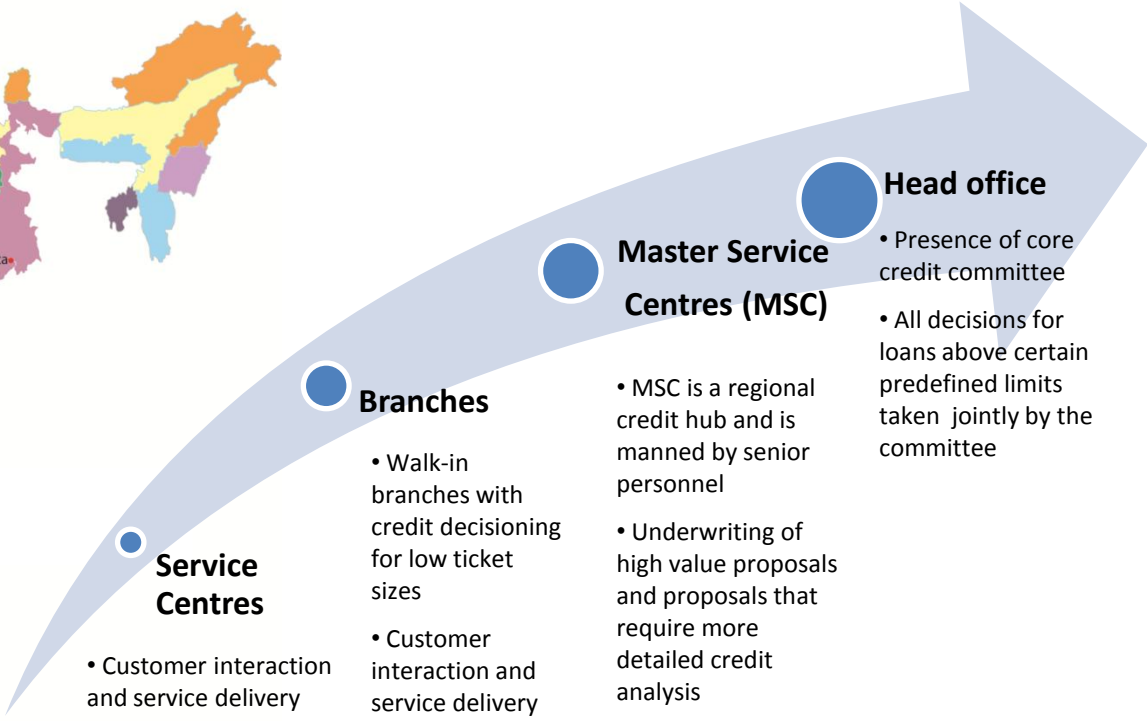 ta
Service
Centres
• Customer interaction
and service delivery
Branches
• Walk-in
branches with
credit decisioning
for low ticket
sizes
• Customer
interaction and
service delivery
Master Service
Centres (MSC)
• MSC is a regional
credit hub and is
manned by senior
personnel
• Underwriting of
high value proposals
and proposals that
require more
detailed credit
analysis
Head office
• Presence of core
credit committee
• All decisions for
loans above certain
predefined limits
taken jointly by the
committee